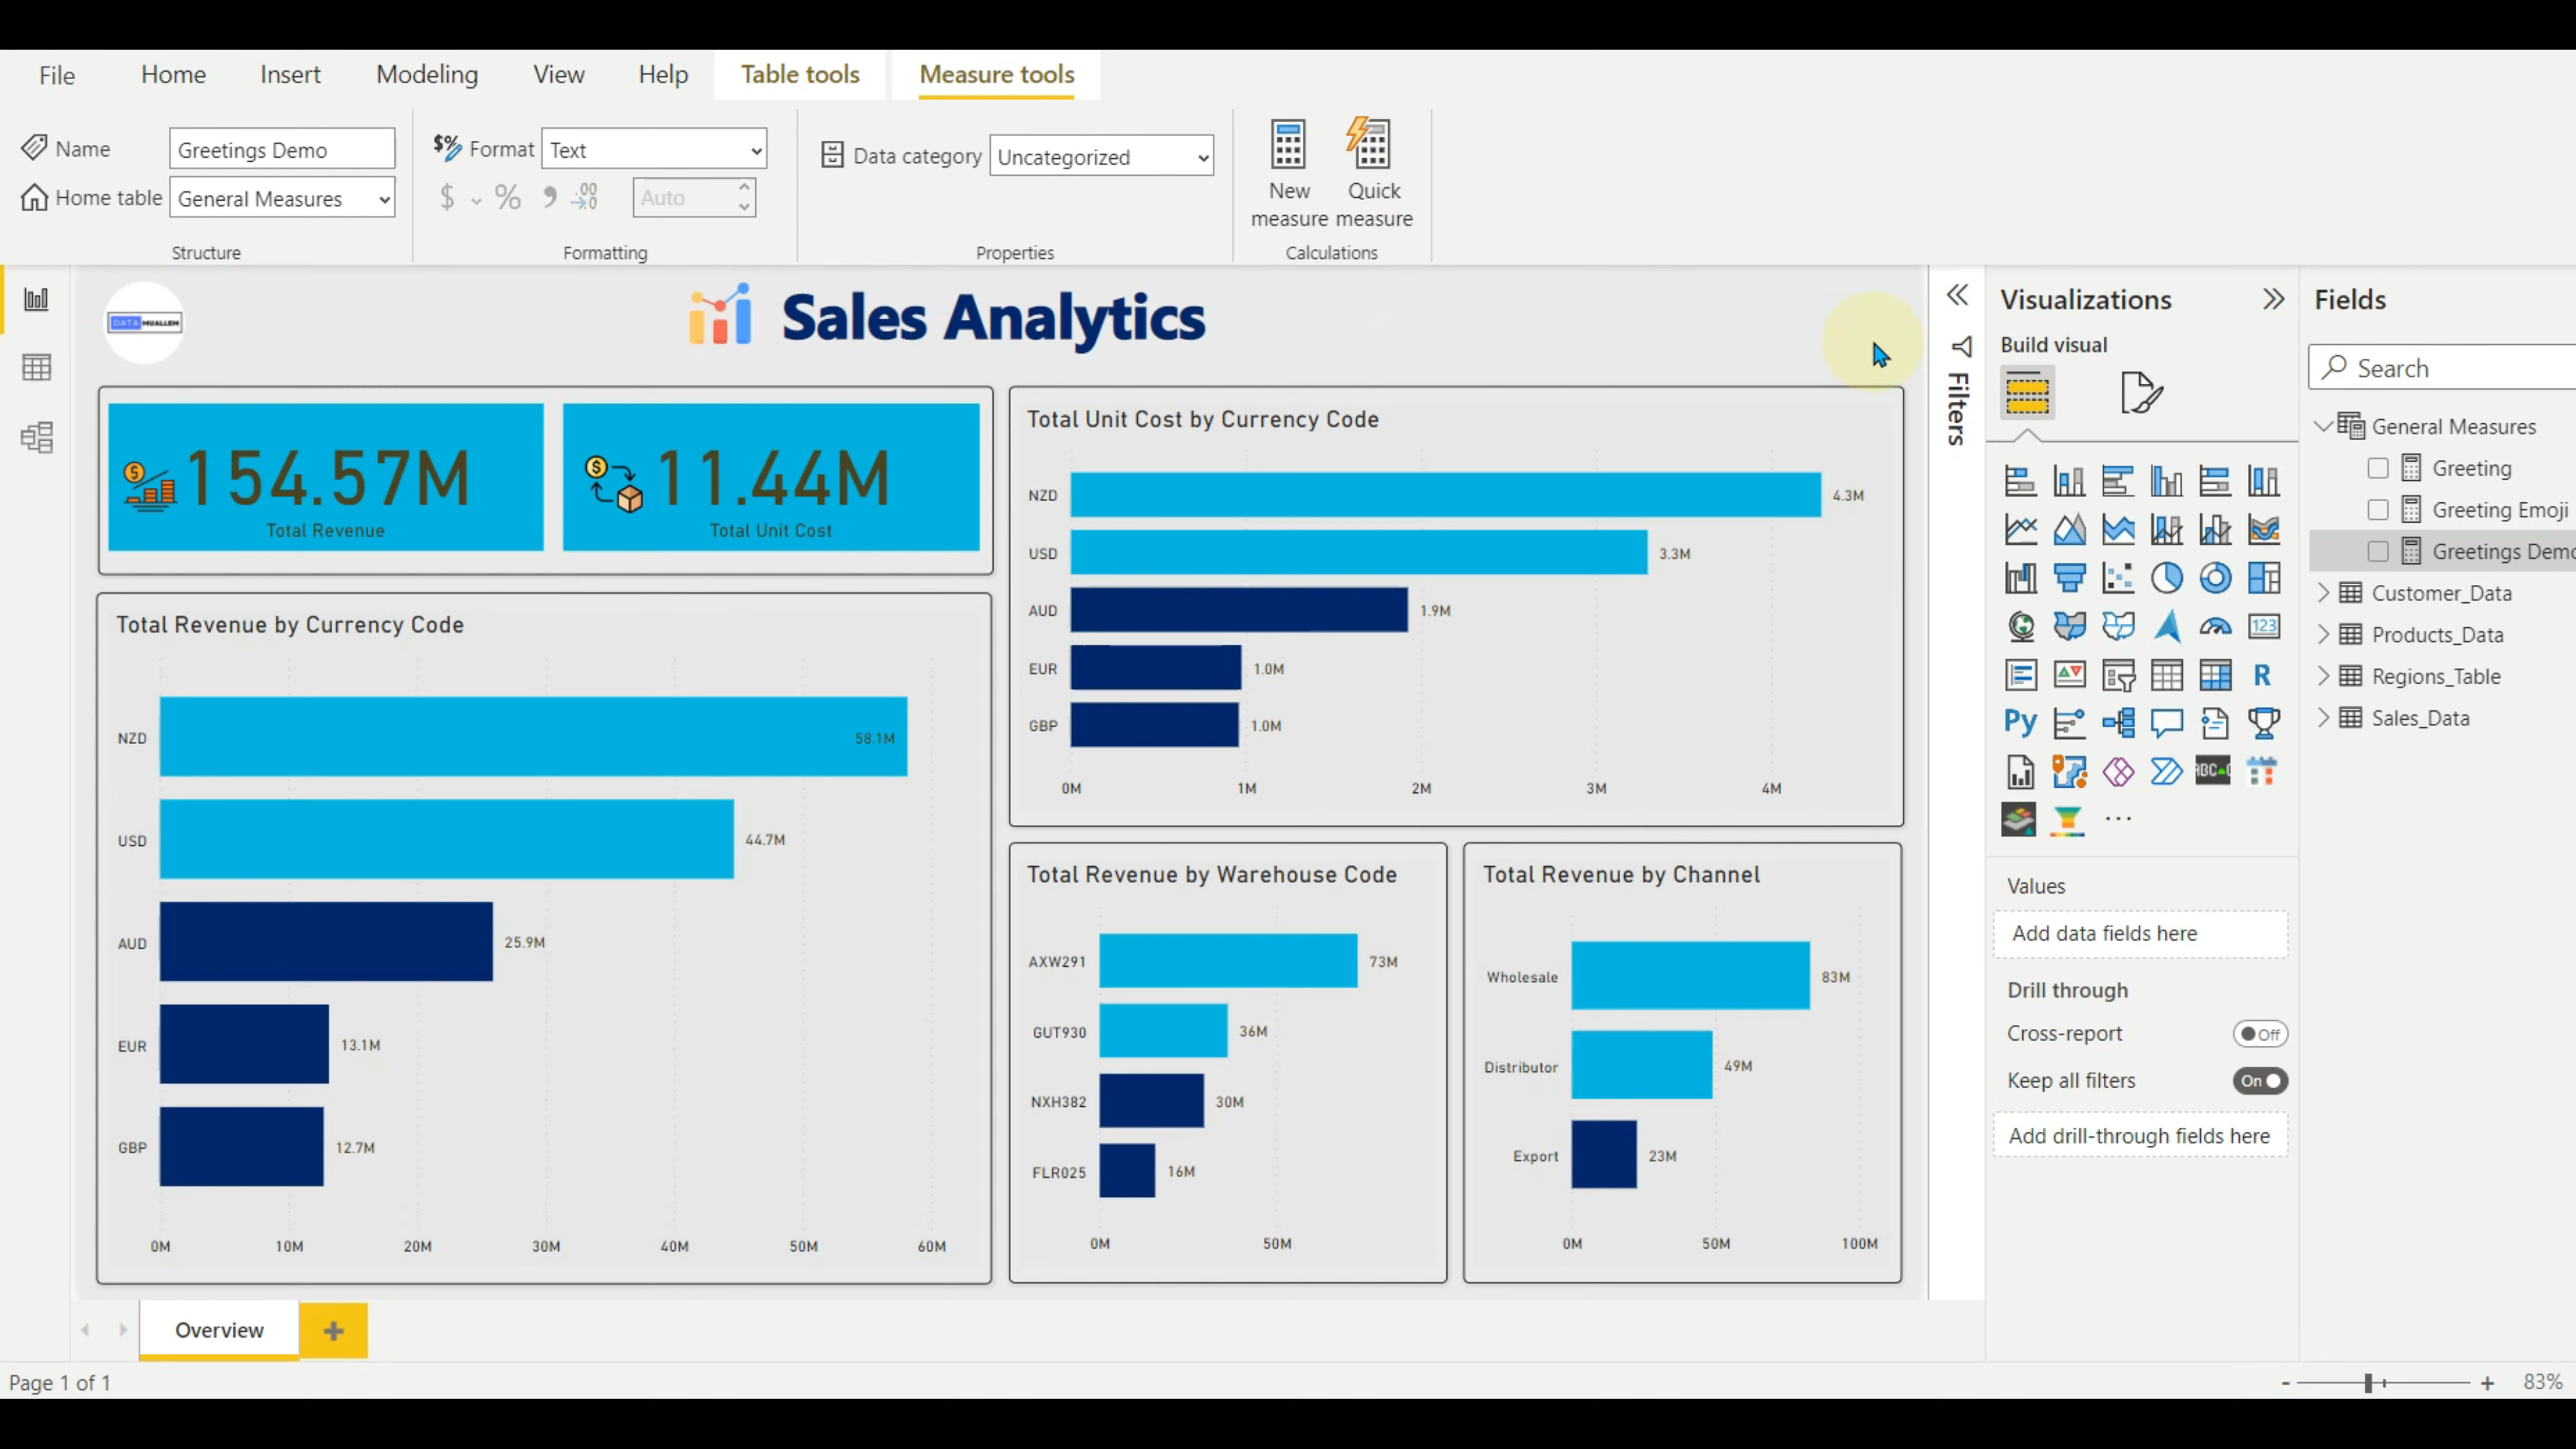 File Home Insert Modeling View Help Table tools Measure tools
Name Greetings Demo
Home table General Measures
Structure
$% Format Text
$ % , .00 →0 Auto
Formatting
Data category Uncategorized
Properties
New measure
Quick measure
Calculations
DATA MUALLEM
Sales Analytics
154.57M
Total Revenue
11.44M
Total Unit Cost
Total Unit Cost by Currency Code
NZD 4.3M
USD 3.3M
AUD 1.9M
EUR 1.0M
GBP 1.0M
0M 1M 2M 3M 4M
Total Revenue by Currency Code
NZD 58.1M
USD 44.7M
AUD 25.9M
EUR 13.1M
GBP 12.7M
0M 10M 20M 30M 40M 50M 60M
Total Revenue by Warehouse Code
AXW291 73M
GUT930 36M
NXH382 30M
FLR025 16M
0M 50M
Total Revenue by Channel
Wholesale 83M
Distributor 49M
Export 23M
0M 50M 100M
Filters
Visualizations
Build visual
123
R
Py
Values
Add data fields here
Drill through
Cross-report Off
Keep all filters On
Add drill-through fields here
Fields
Search
General Measures
Greeting
Greeting Emoji
Greetings Demo
Customer_Data
Products_Data
Regions_Table
Sales_Data
Overview
Page 1 of 1
- + 83%